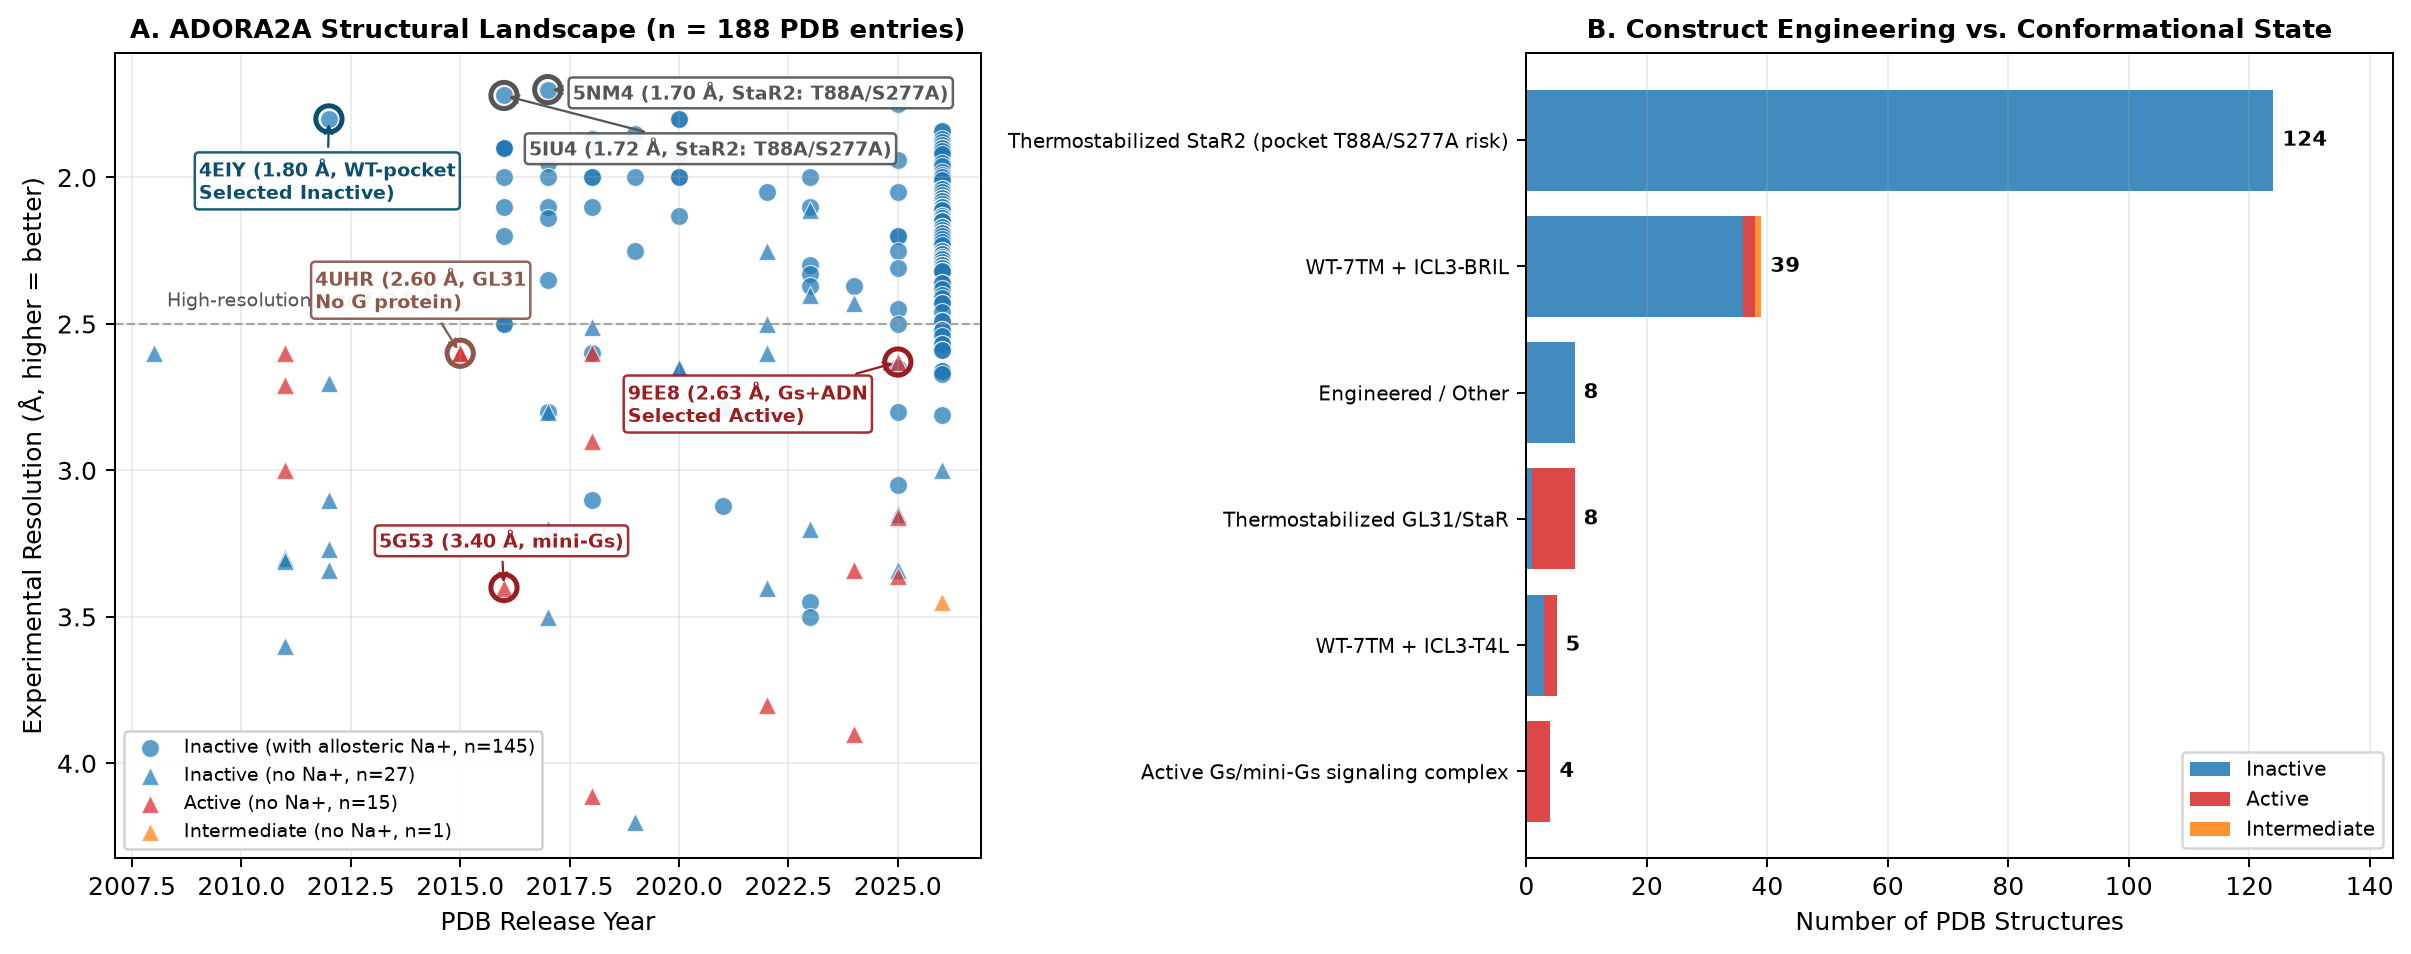 A. ADORA2A Structural Landscape (n = 188 PDB entries)
Experimental Resolution (Å, higher = better)
2.0
2.5
3.0
3.5
4.0
5NM4 (1.70 Å, StaR2: T88A/S277A)
5IU4 (1.72 Å, StaR2: T88A/S277A)
4EIY (1.80 Å, WT-pocket
Selected Inactive)
4UHR (2.60 Å, GL31
No G protein)
High-resolution
9EE8 (2.63 Å, Gs+ADN
Selected Active)
5G53 (3.40 Å, mini-Gs)
Inactive (with allosteric Na+, n=145)
Inactive (no Na+, n=27)
Active (no Na+, n=15)
Intermediate (no Na+, n=1)
2007.5 2010.0 2012.5 2015.0 2017.5 2020.0 2022.5 2025.0
PDB Release Year
B. Construct Engineering vs. Conformational State
Thermostabilized StaR2 (pocket T88A/S277A risk)
124
WT-7TM + ICL3-BRIL
39
Engineered / Other
8
Thermostabilized GL31/StaR
8
WT-7TM + ICL3-T4L
5
Active Gs/mini-Gs signaling complex
4
Inactive
Active
Intermediate
0 20 40 60 80 100 120 140
Number of PDB Structures